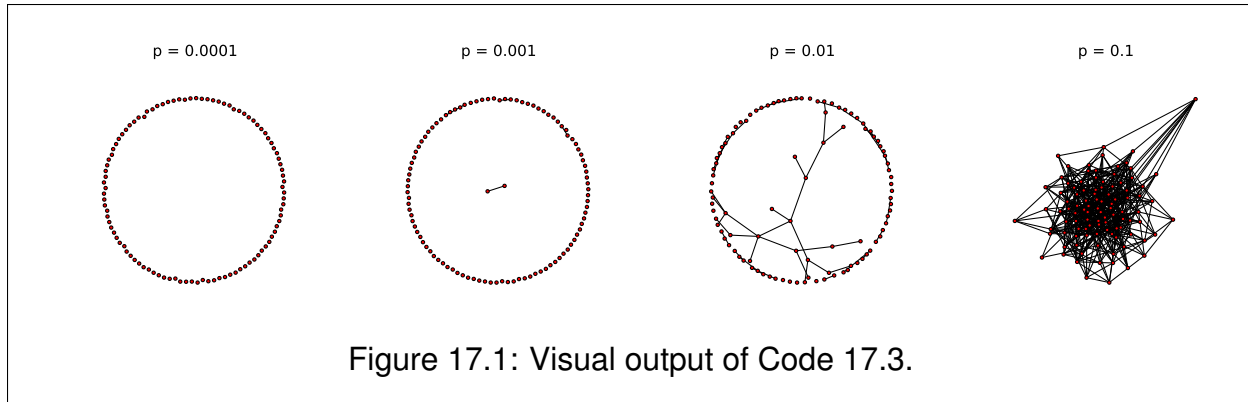 p = 0.0001 p = 0.001 p = 0.01 p = 0.1
Figure 17.1: Visual output of Code 17.3.